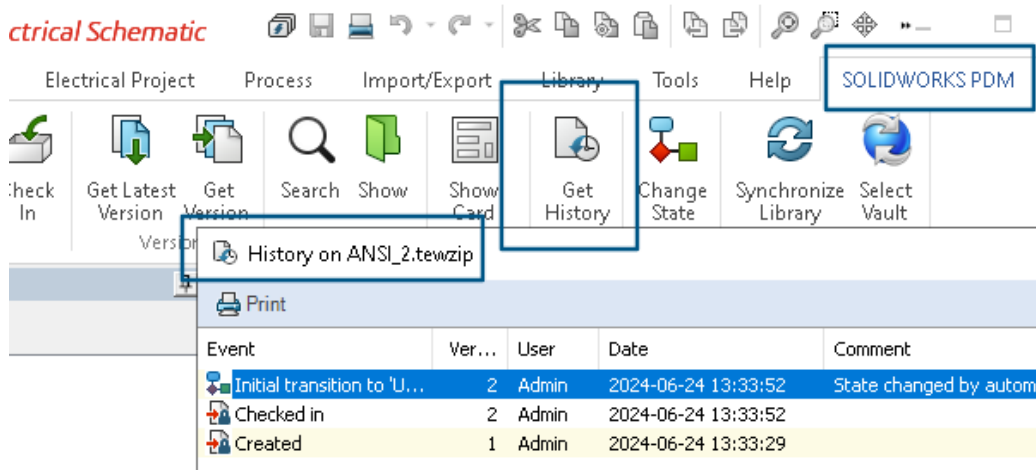 ctrical Schematic
Electrical Project Process Import/Export Library Tools Help SOLIDWORKS PDM
Check In
Get Latest Version
Get Version
Search
Show
Show Card
Get History
Change State
Synchronize Library
Select Vault
Version
History on ANSI_2.tewzip
Print
Event Ver... User Date Comment
Initial transition to 'U... 2 Admin 2024-06-24 13:33:52 State changed by autom
Checked in 2 Admin 2024-06-24 13:33:52
Created 1 Admin 2024-06-24 13:33:29